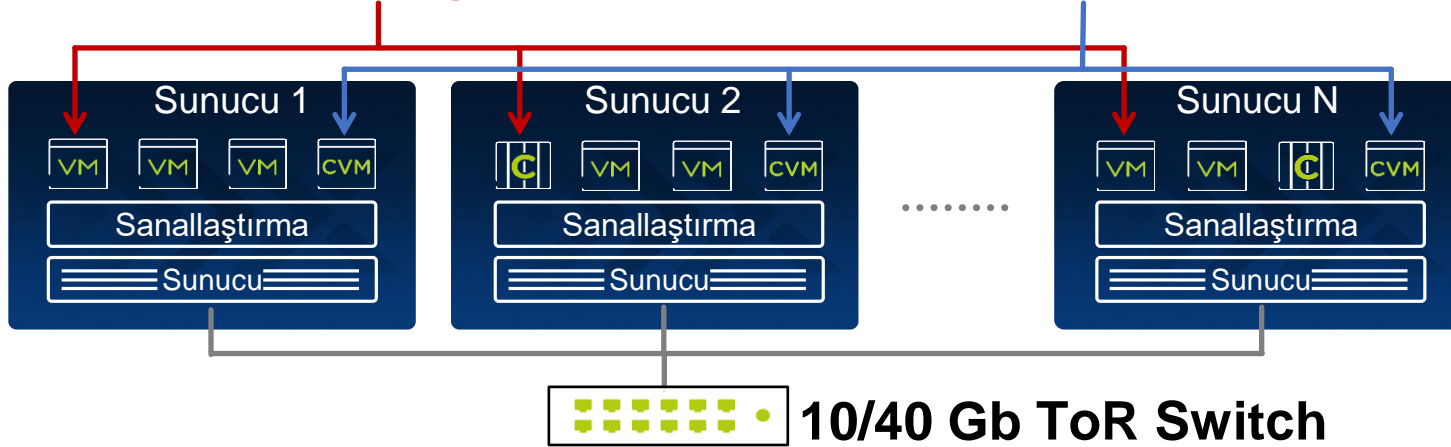 Sunucu 1 Sunucu 2 Sunucu N
VM VM VM CVM C VM VM CVM VM VM C CVM
Sanallaştırma Sanallaştırma ........ Sanallaştırma
Sunucu Sunucu Sunucu
10/40 Gb ToR Switch